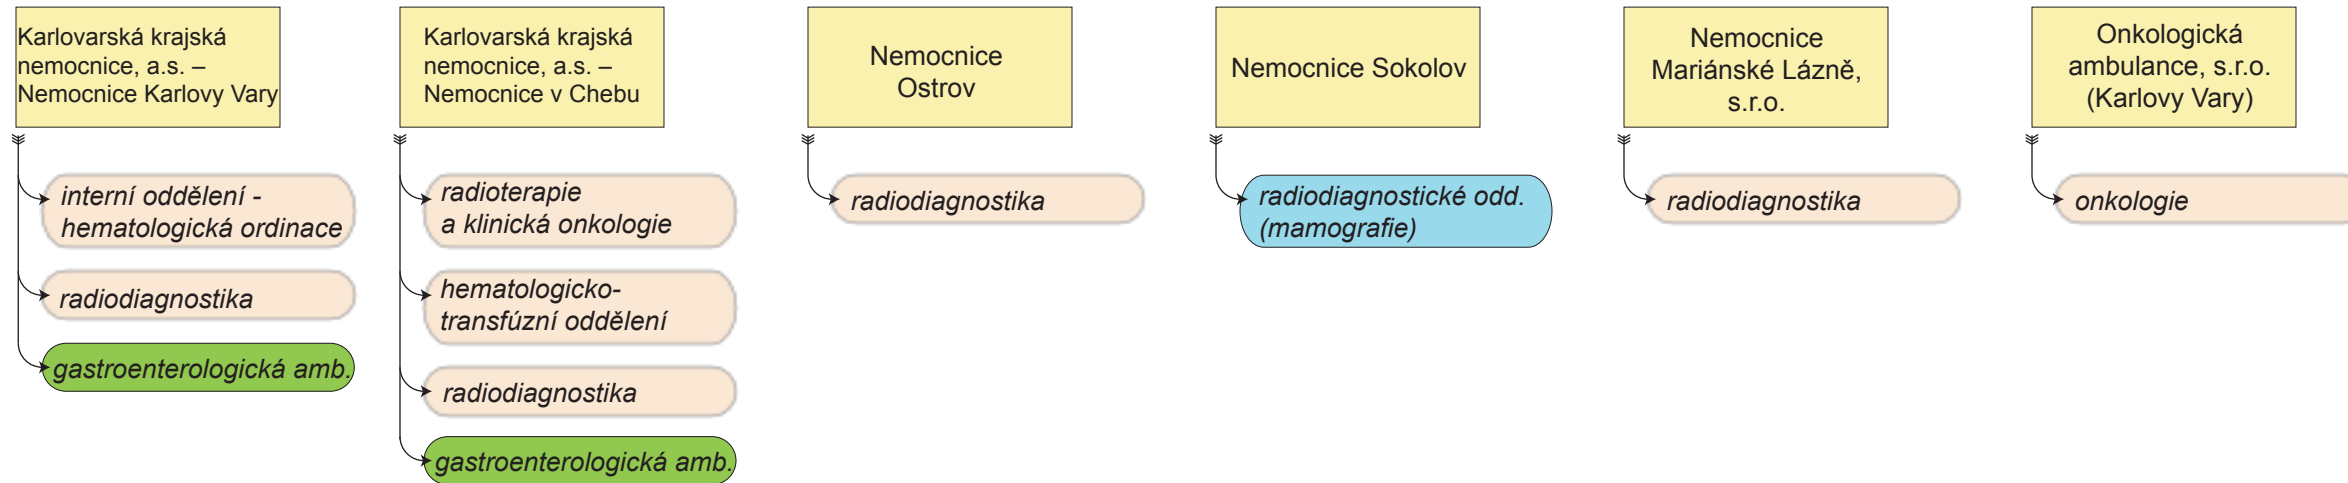 Karlovarská krajská
nemocnice, a.s. –
Nemocnice Karlovy Vary
interní oddělení -
hematologická ordinace
radiodiagnostika
gastroenterologická amb.
Karlovarská krajská
nemocnice, a.s. –
Nemocnice v Chebu
radioterapie
a klinická onkologie
hematologicko-
transfúzní oddělení
radiodiagnostika
gastroenterologická amb.
Nemocnice
Ostrov
radiodiagnostika
Nemocnice Sokolov
radiodiagnostické odd.
(mamografie)
Nemocnice
Mariánské Lázně,
s.r.o.
radiodiagnostika
Onkologická
ambulance, s.r.o.
(Karlovy Vary)
onkologie